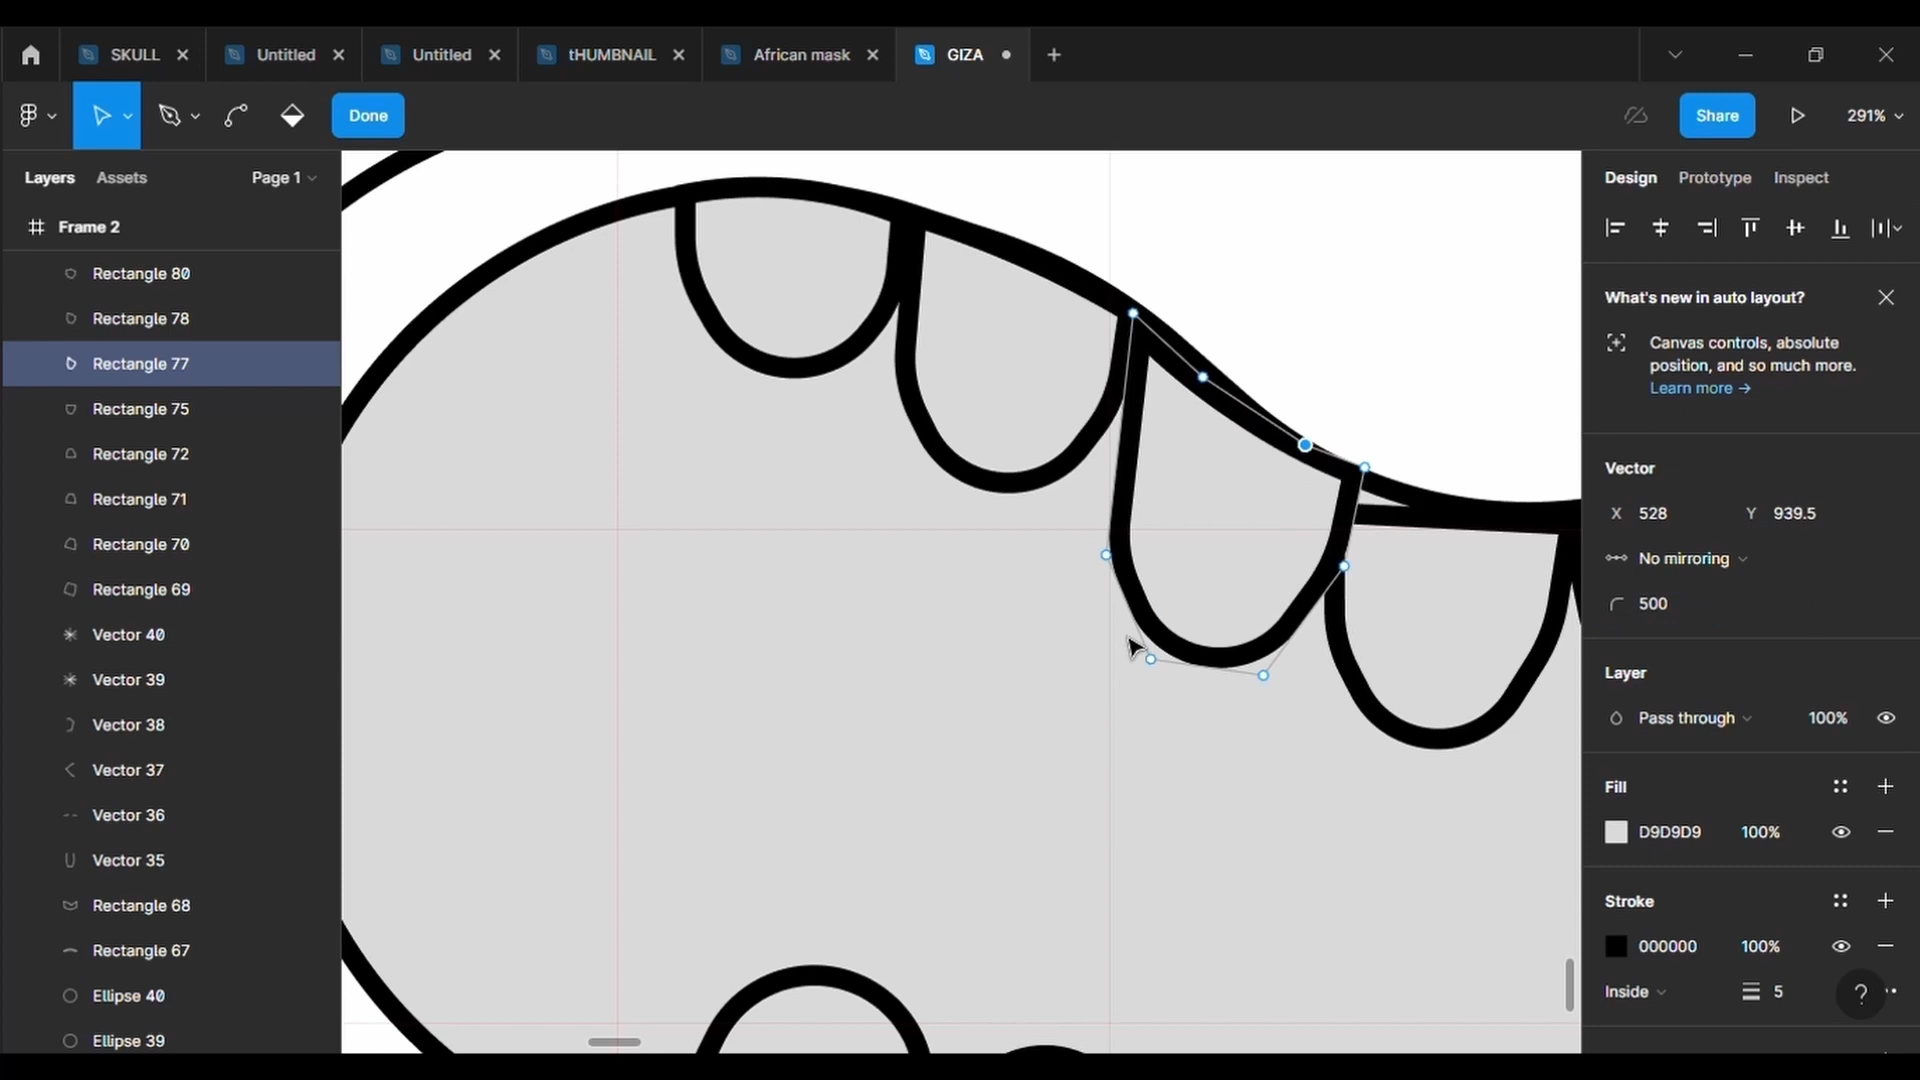 SKULL Untitled Untitled tHUMBNAIL African mask GIZA
Done Share 291%
Layers Assets Page 1
Frame 2
Rectangle 80
Rectangle 78
Rectangle 77
Rectangle 75
Rectangle 72
Rectangle 71
Rectangle 70
Rectangle 69
Vector 40
Vector 39
Vector 38
Vector 37
Vector 36
Vector 35
Rectangle 68
Rectangle 67
Ellipse 40
Ellipse 39
Design Prototype Inspect
What's new in auto layout?
Canvas controls, absolute
position, and so much more.
Learn more →
Vector
X 528 Y 939.5
No mirroring
500
Layer
Pass through 100%
Fill
D9D9D9 100%
Stroke
000000 100%
Inside 5
?